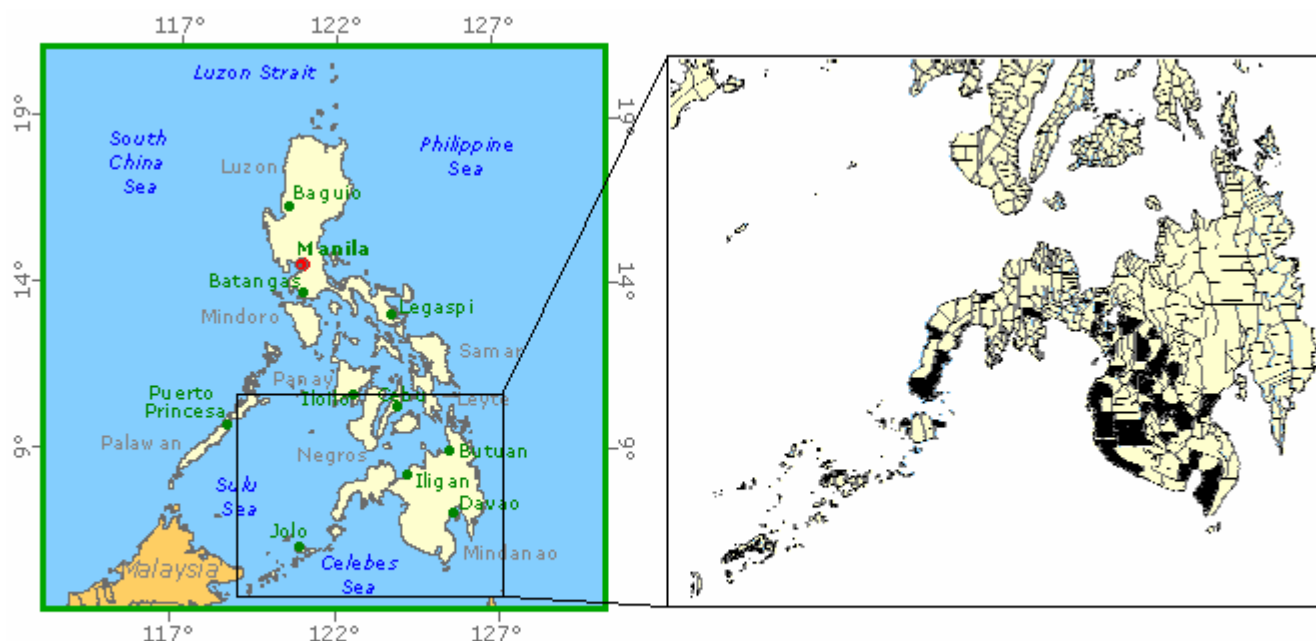 117° 122° 127°
Luzon Strait
19° 19°
South
China
Sea
Philippine
Sea
Luzon
Baguio
Manila
Batangas
14° 14°
Legaspi
Mindoro
Samar
Panay
Puerto
Princesa
Iloilo
Cebu
Leyte
Palawan
9° 9°
Negros
Butuan
Iligan
Sulu
Sea
Davao
Jolo
Mindanao
Celebes
Sea
Malaysia
117° 122° 127°